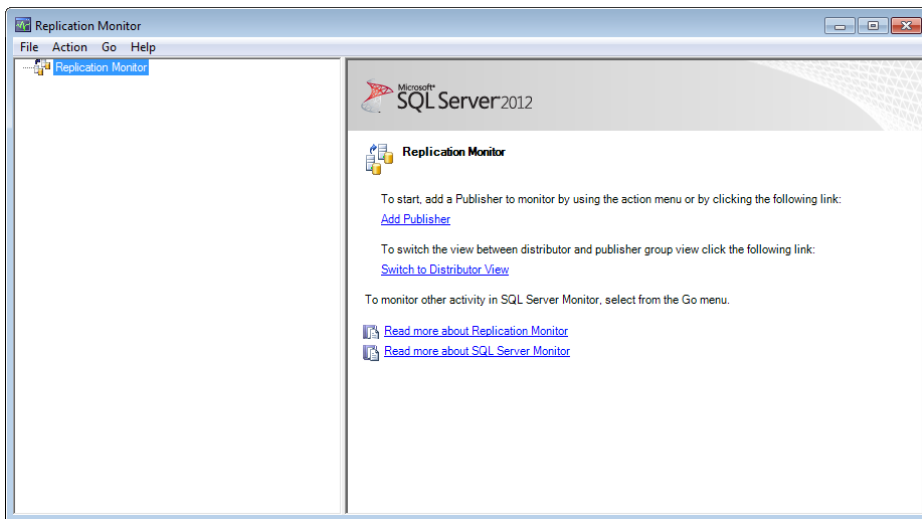 Replication Monitor
File Action Go Help
Replication Monitor
Microsoft®
SQL Server 2012
Replication Monitor
To start, add a Publisher to monitor by using the action menu or by clicking the following link:
Add Publisher
To switch the view between distributor and publisher group view click the following link:
Switch to Distributor View
To monitor other activity in SQL Server Monitor, select from the Go menu.
Read more about Replication Monitor
Read more about SQL Server Monitor